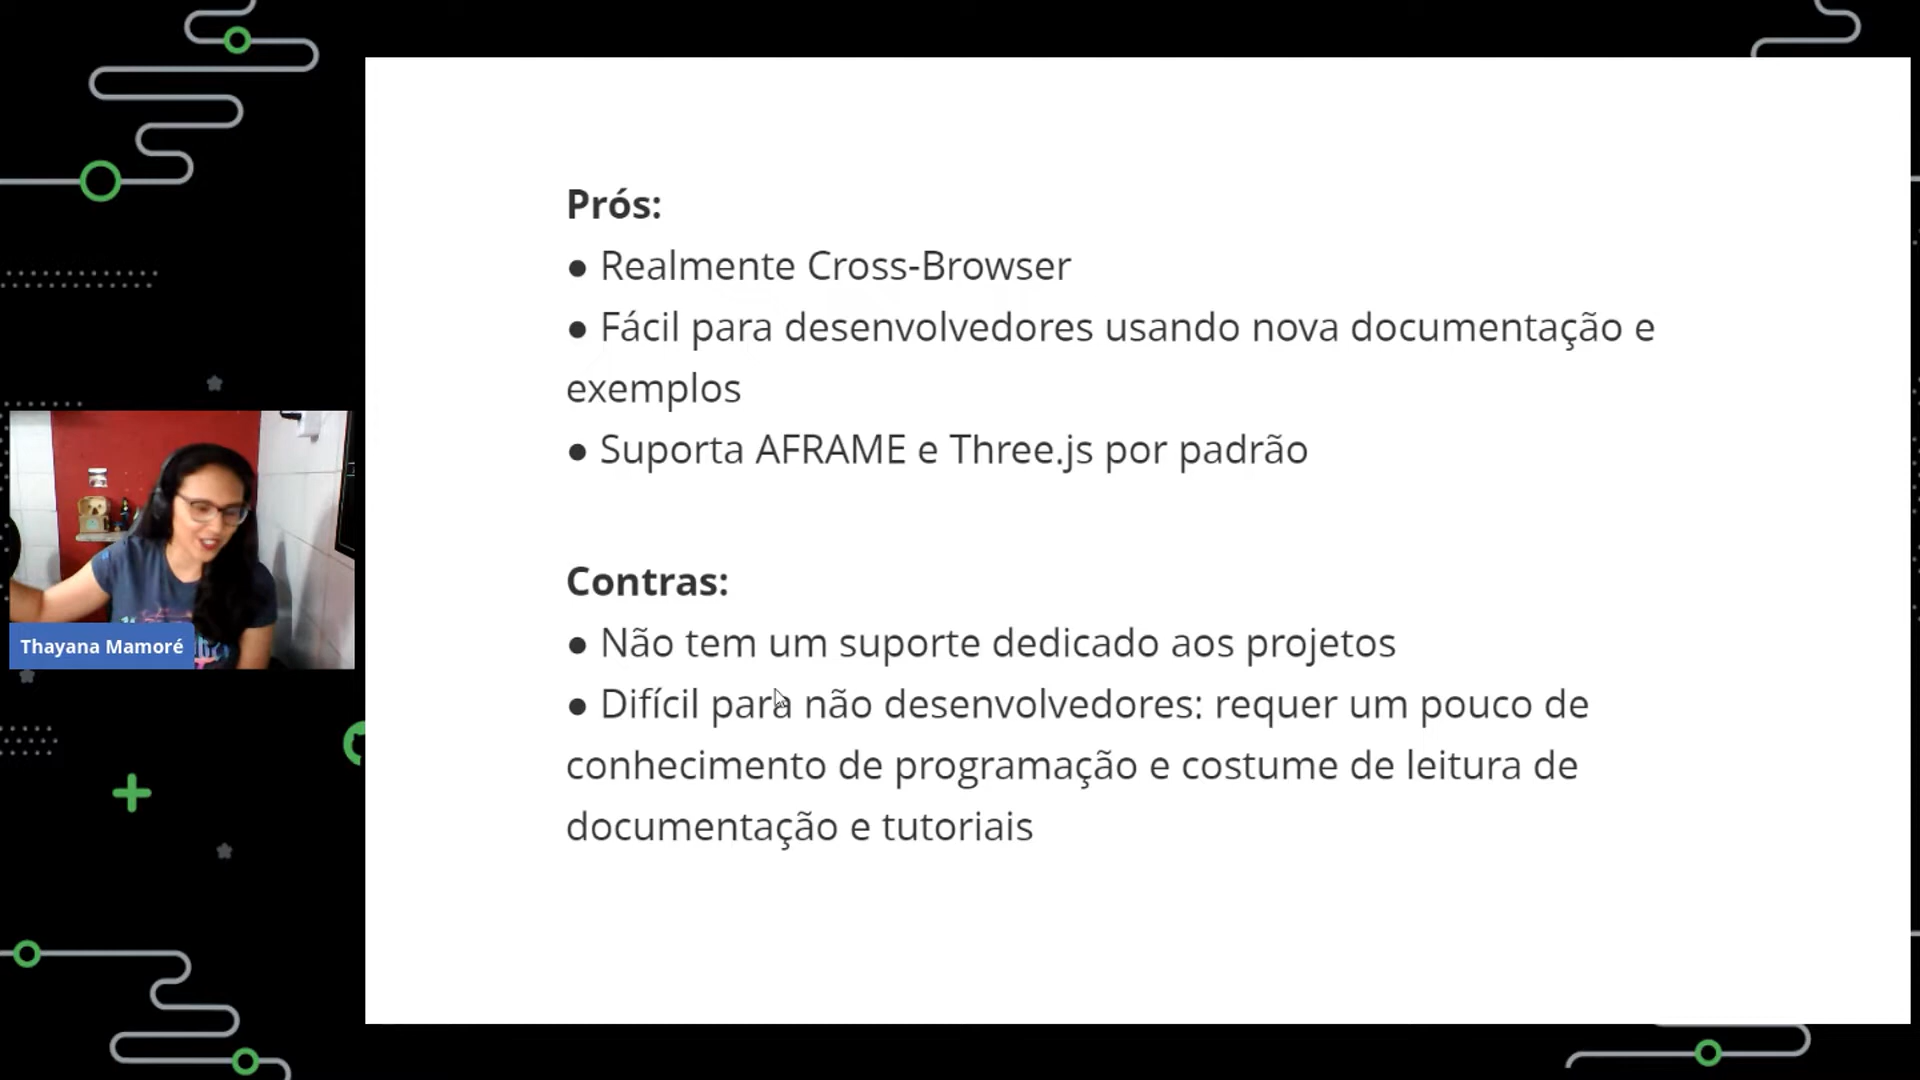 Prós:
● Realmente Cross-Browser
● Fácil para desenvolvedores usando nova documentação e
exemplos
● Suporta AFRAME e Three.js por padrão
Contras:
● Não tem um suporte dedicado aos projetos
● Difícil para não desenvolvedores: requer um pouco de
conhecimento de programação e costume de leitura de
documentação e tutoriais
Thayana Mamoré